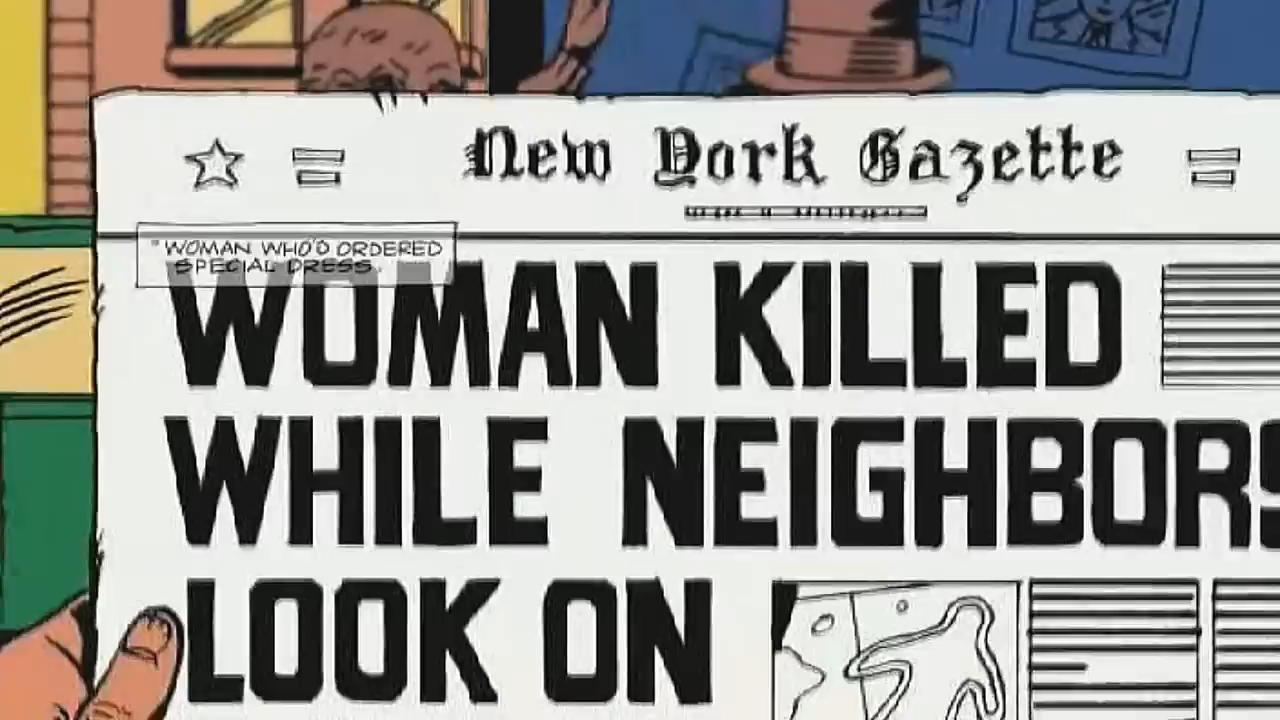 New York Gazette
"WOMAN WHO'D ORDERED
SPECIAL DRESS.
WOMAN KILLED
WHILE NEIGHBORS
LOOK ON